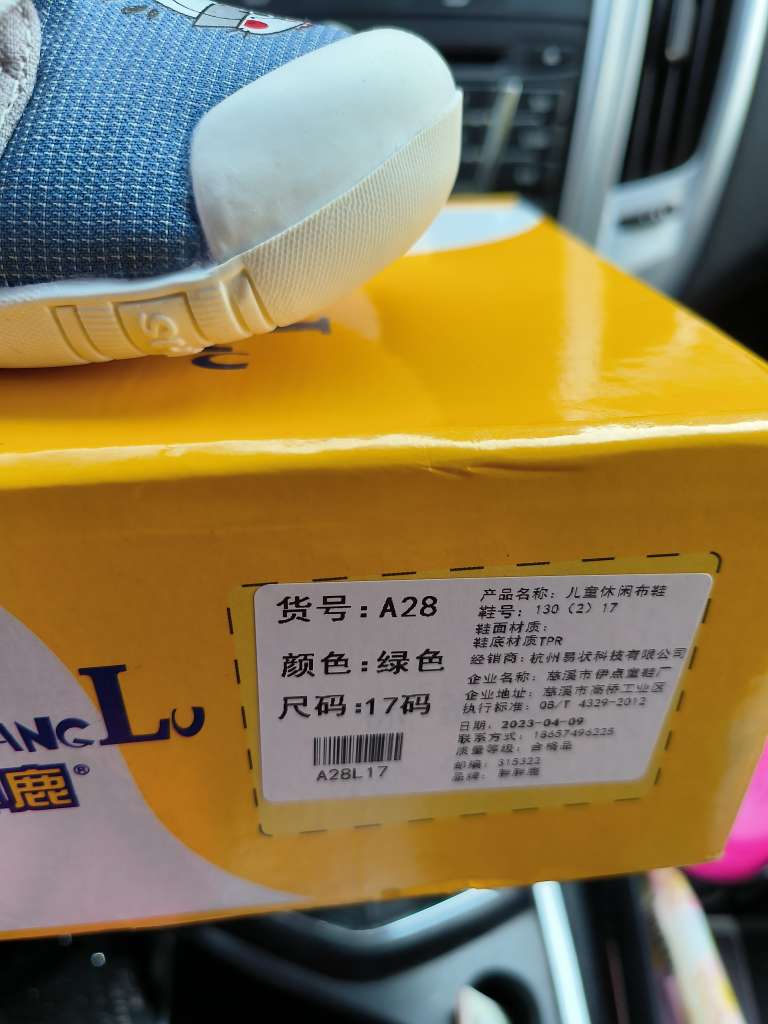 ANGLU
鹿®
货号:A28
颜色:绿色
尺码:17码
A28L17
产品名称: 儿童休闲布鞋
鞋号: 130 (2) 17
鞋面材质:
鞋底材质TPR
经销商: 杭州易状科技有限公司
企业名称: 慈溪市伊点童鞋厂
企业地址: 慈溪市高桥工业区
执行标准: QB/T 4329-2012
日期: 2023-04-09
联系方式: 18657496225
质量等级: 合格品
邮编: 315323
品牌: 胖胖鹿